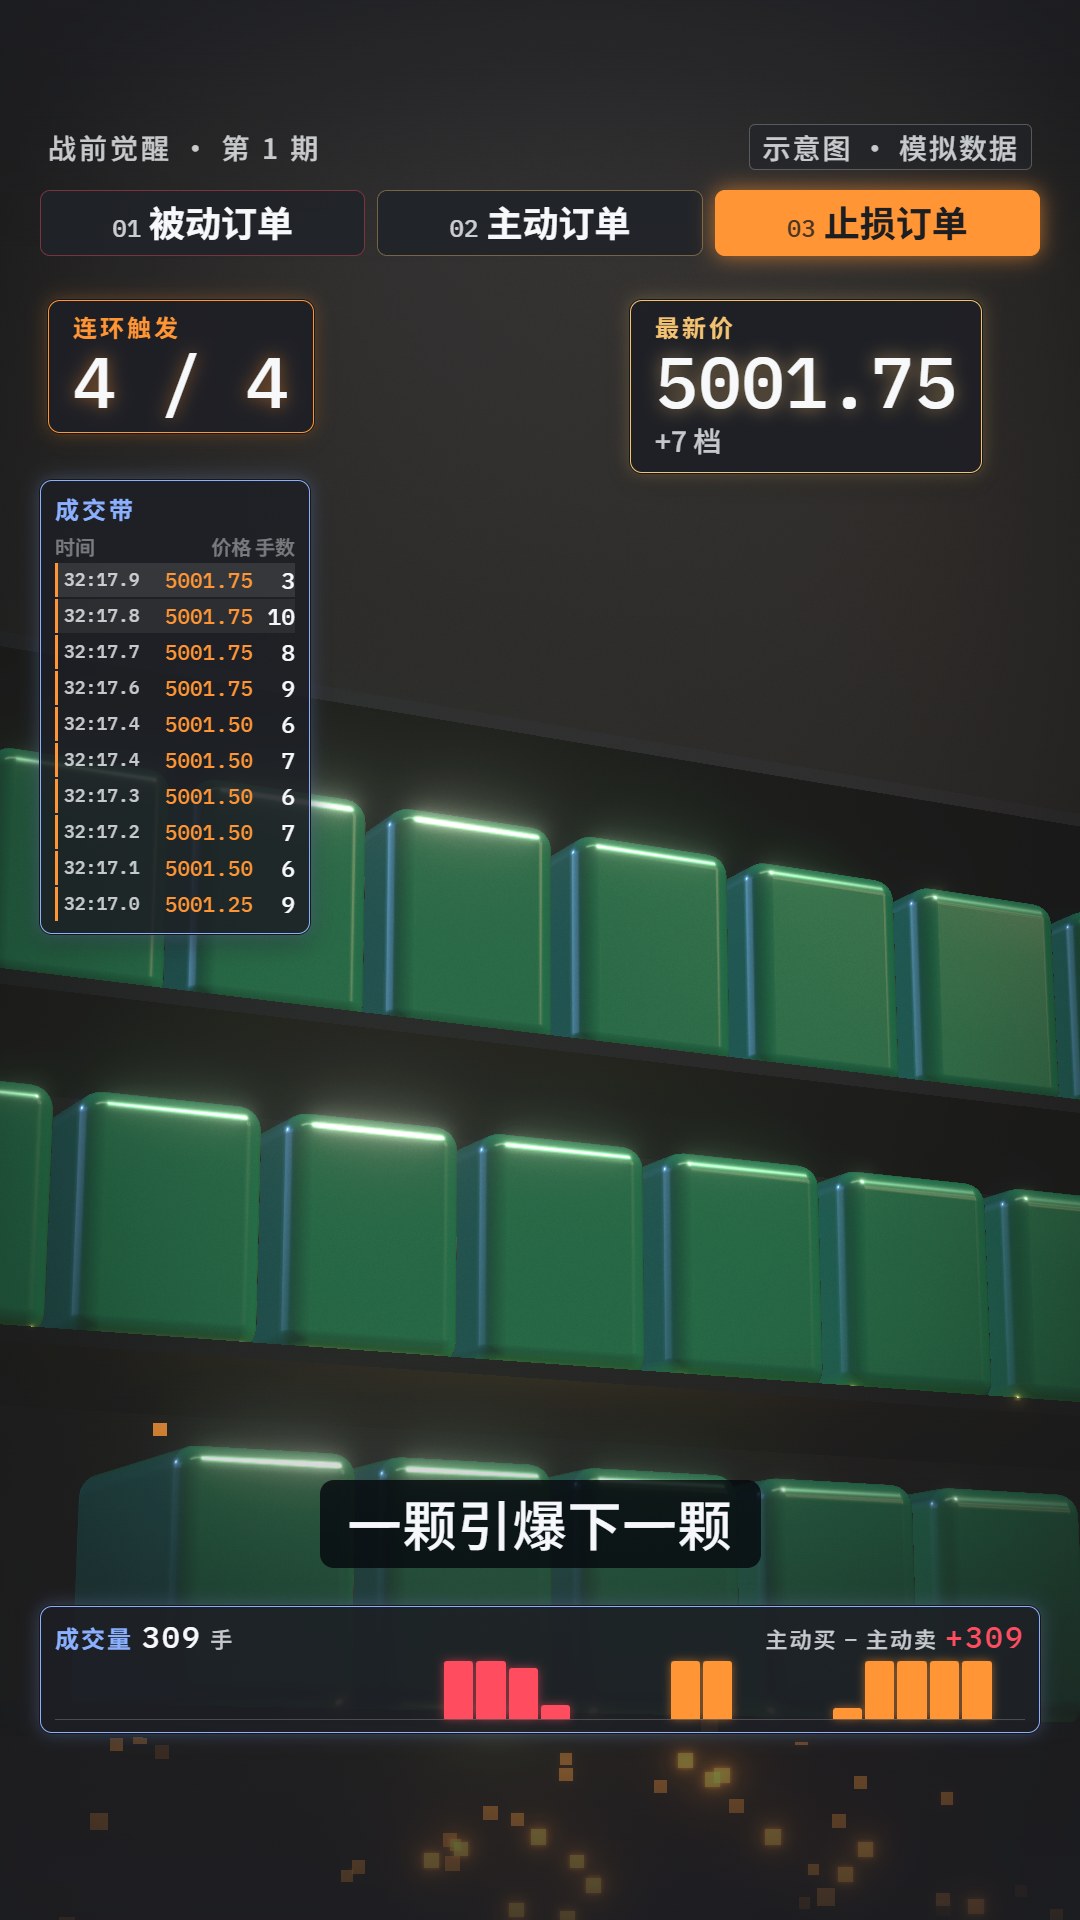 战前觉醒 · 第 1 期
示意图 · 模拟数据
01 被动订单
02 主动订单
03 止损订单
连环触发
4 / 4
最新价
5001.75
+7 档
成交带
时间 价格 手数
32:17.9 5001.75 3
32:17.8 5001.75 10
32:17.7 5001.75 8
32:17.6 5001.75 9
32:17.4 5001.50 6
32:17.4 5001.50 7
32:17.3 5001.50 6
32:17.2 5001.50 7
32:17.1 5001.50 6
32:17.0 5001.25 9
一颗引爆下一颗
成交量 309 手
主动买 – 主动卖 +309